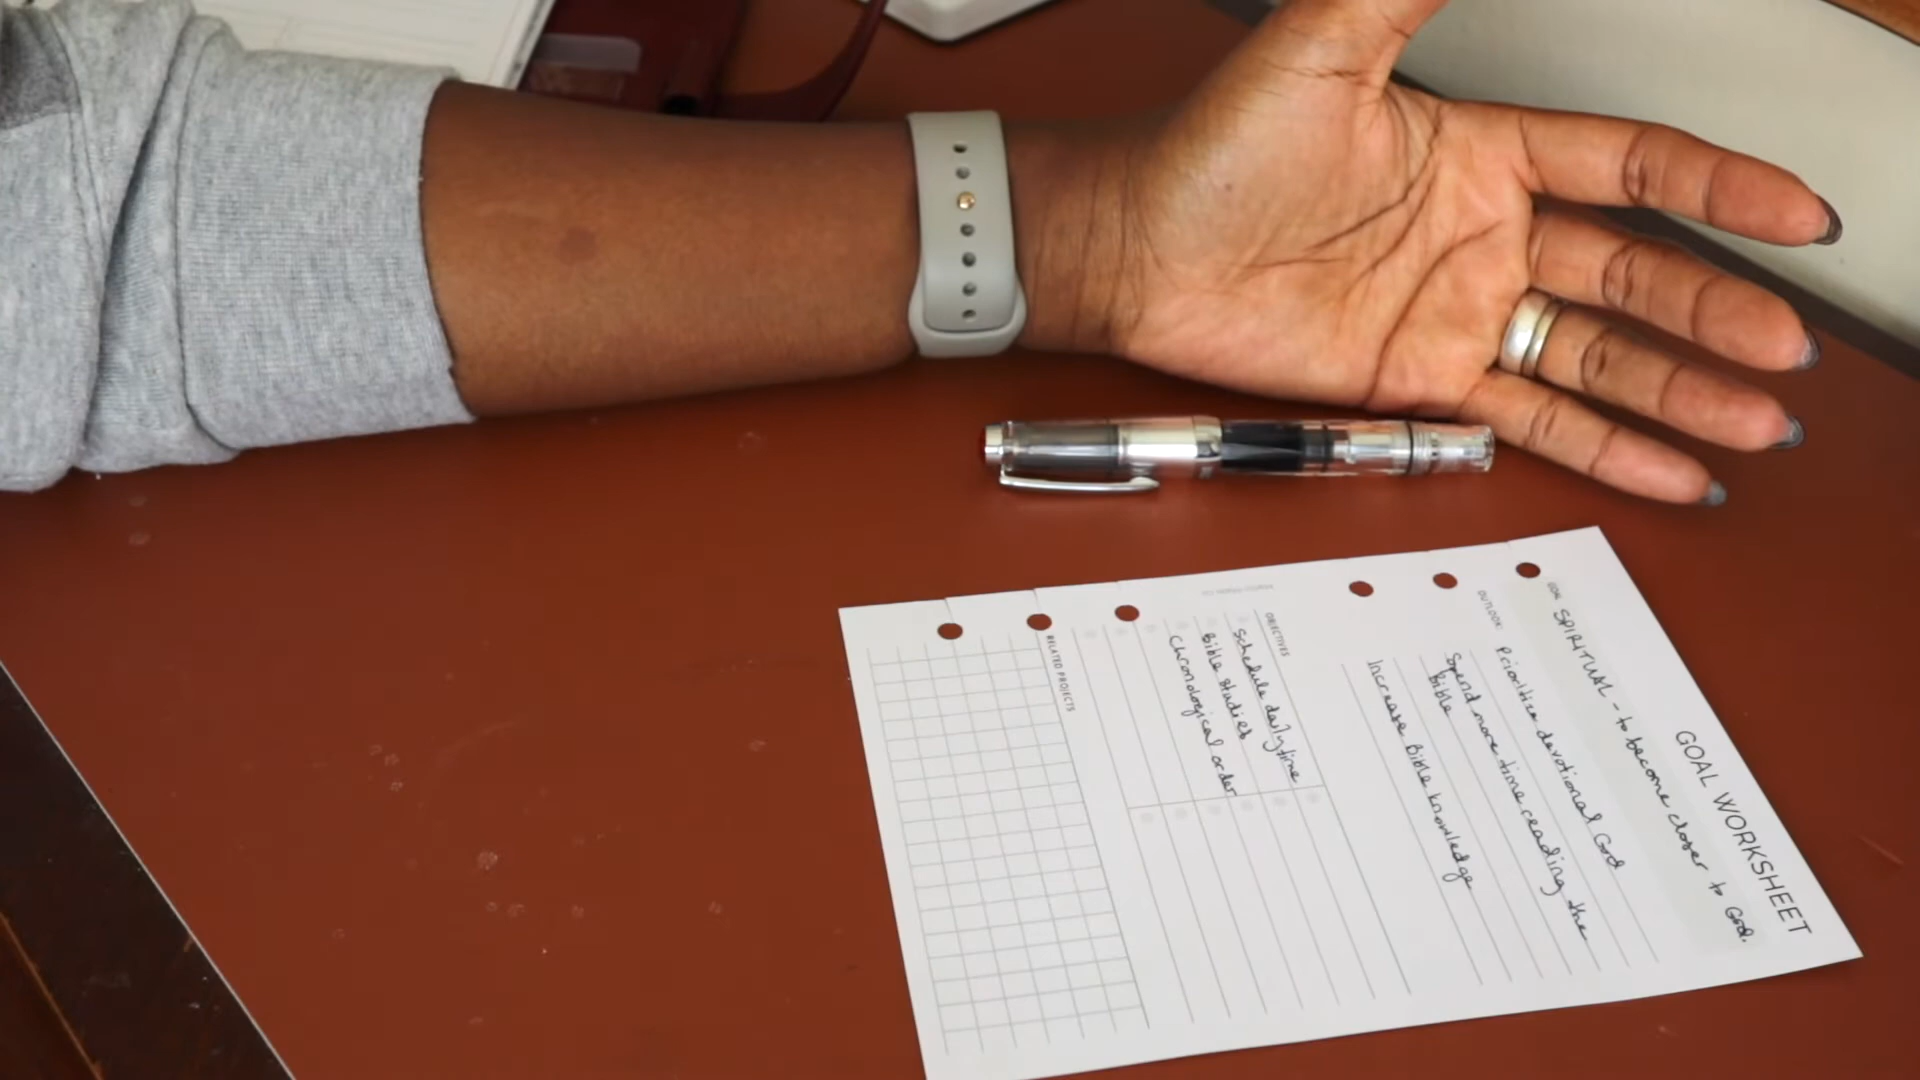 GOAL WORKSHEET
GOAL: SPIRITUAL - to become closer to God.
OUTLOOK: Prioritize devotional God
Spend more time reading the
Bible
Increase Bible knowledge
OBJECTIVES
Schedule daily time
Bible studies
Chronological order
RELATED PROJECTS